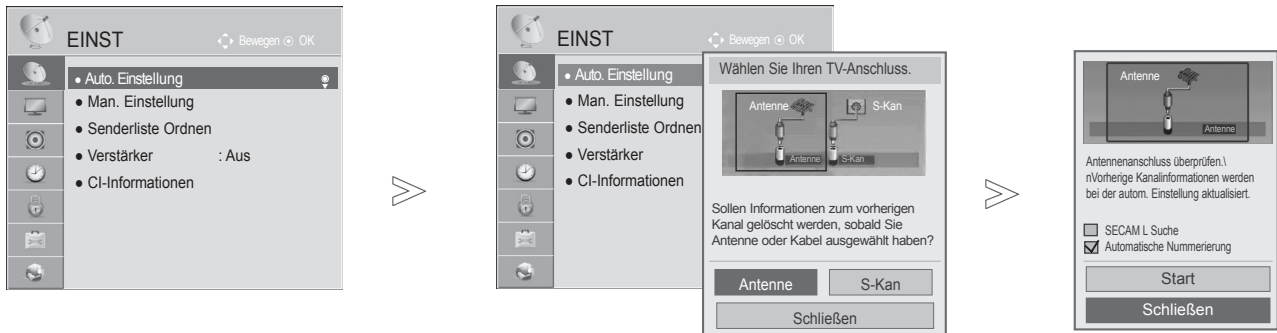 EINST
Bewegen OK
● Auto. Einstellung
● Man. Einstellung
● Senderliste Ordnen
● Verstärker : Aus
● CI-Informationen
EINST
Bewegen OK
● Auto. Einstellung
● Man. Einstellung
● Senderliste Ordnen
● Verstärker
● CI-Informationen
Wählen Sie Ihren TV-Anschluss.
Antenne S-Kan
Antenne S-Kan
Sollen Informationen zum vorherigen
Kanal gelöscht werden, sobald Sie
Antenne oder Kabel ausgewählt haben?
Antenne S-Kan
Schließen
Antenne
Antenne
Antennenanschluss überprüfen.\
nVorherige Kanalinformationen werden
bei der autom. Einstellung aktualisiert.
SECAM L Suche
Automatische Nummerierung
Start
Schließen